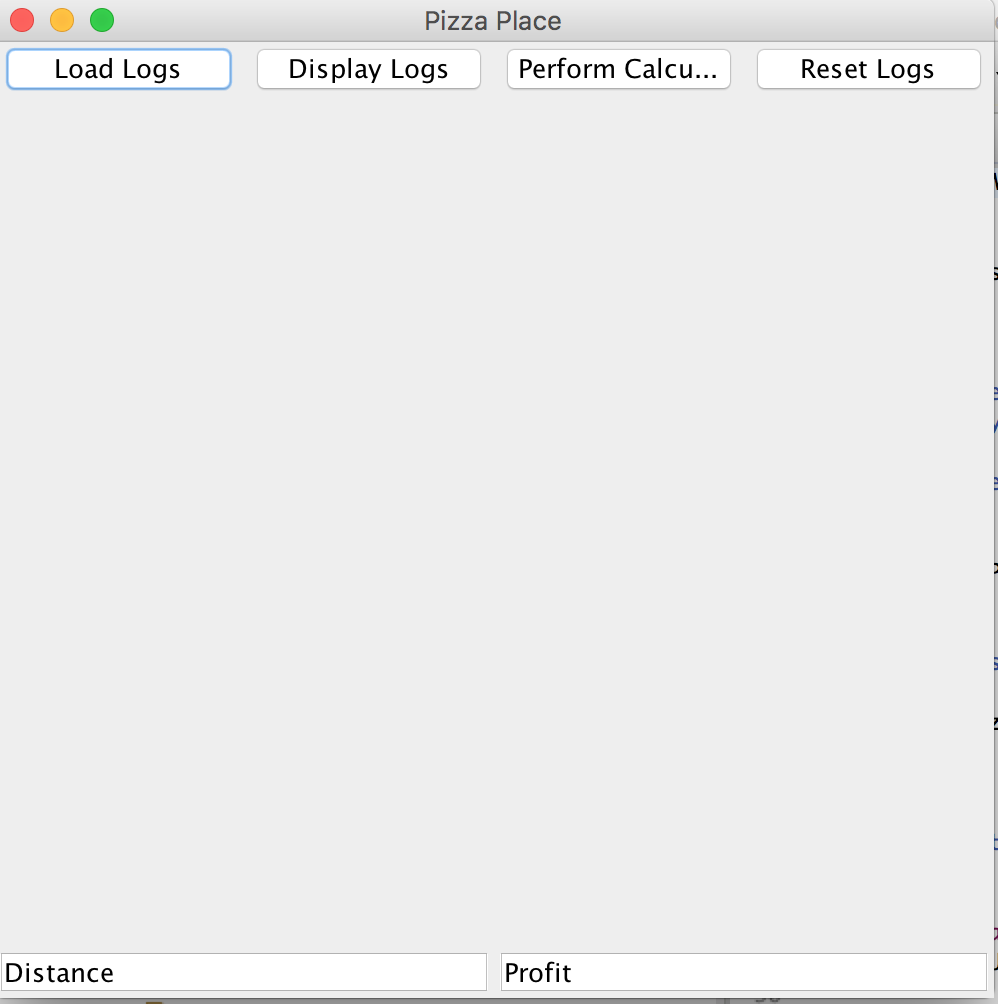 Pizza Place
Load Logs Display Logs Perform Calcu... Reset Logs
Distance Profit